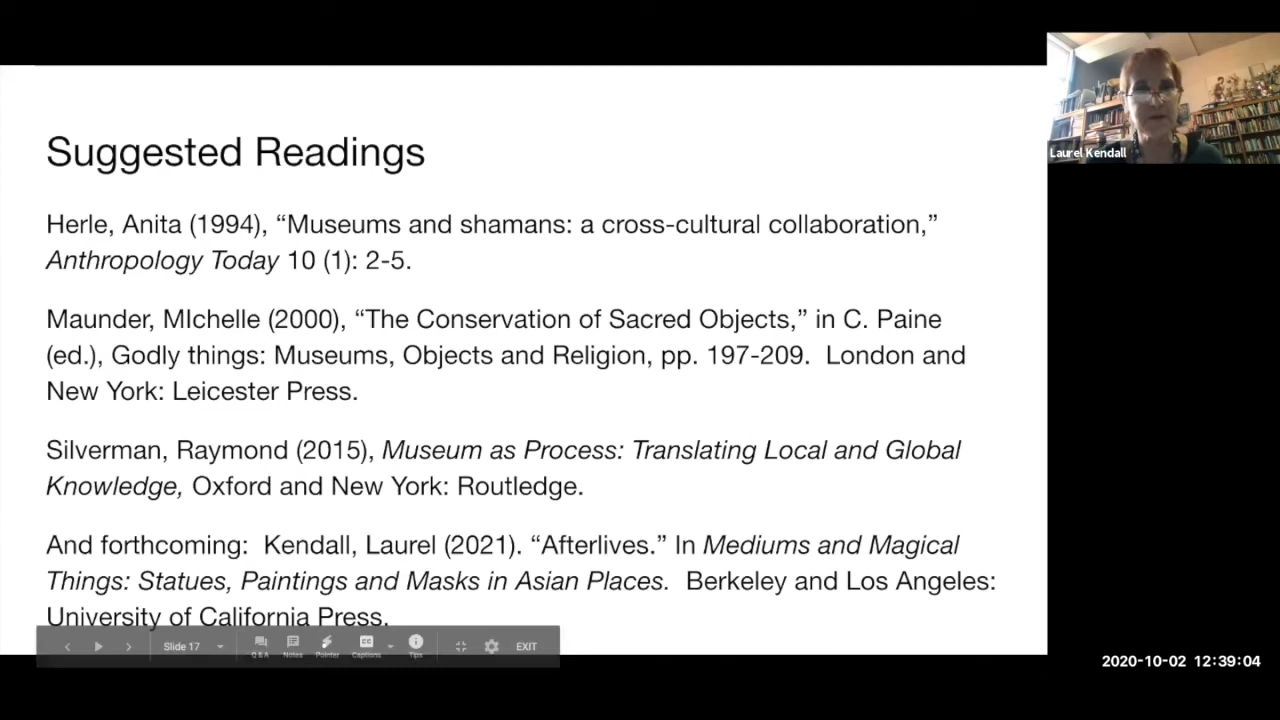 Suggested Readings
Herle, Anita (1994), “Museums and shamans: a cross-cultural collaboration,”
Anthropology Today 10 (1): 2-5.
Maunder, MIchelle (2000), “The Conservation of Sacred Objects,” in C. Paine
(ed.), Godly things: Museums, Objects and Religion, pp. 197-209. London and
New York: Leicester Press.
Silverman, Raymond (2015), Museum as Process: Translating Local and Global
Knowledge, Oxford and New York: Routledge.
And forthcoming: Kendall, Laurel (2021). “Afterlives.” In Mediums and Magical
Things: Statues, Paintings and Masks in Asian Places. Berkeley and Los Angeles:
University of California Press.
Slide 17
Q & A
Notes
Pointer
CC
Captions
Tips
EXIT
Laurel Kendall
2020-10-02 12:39:04